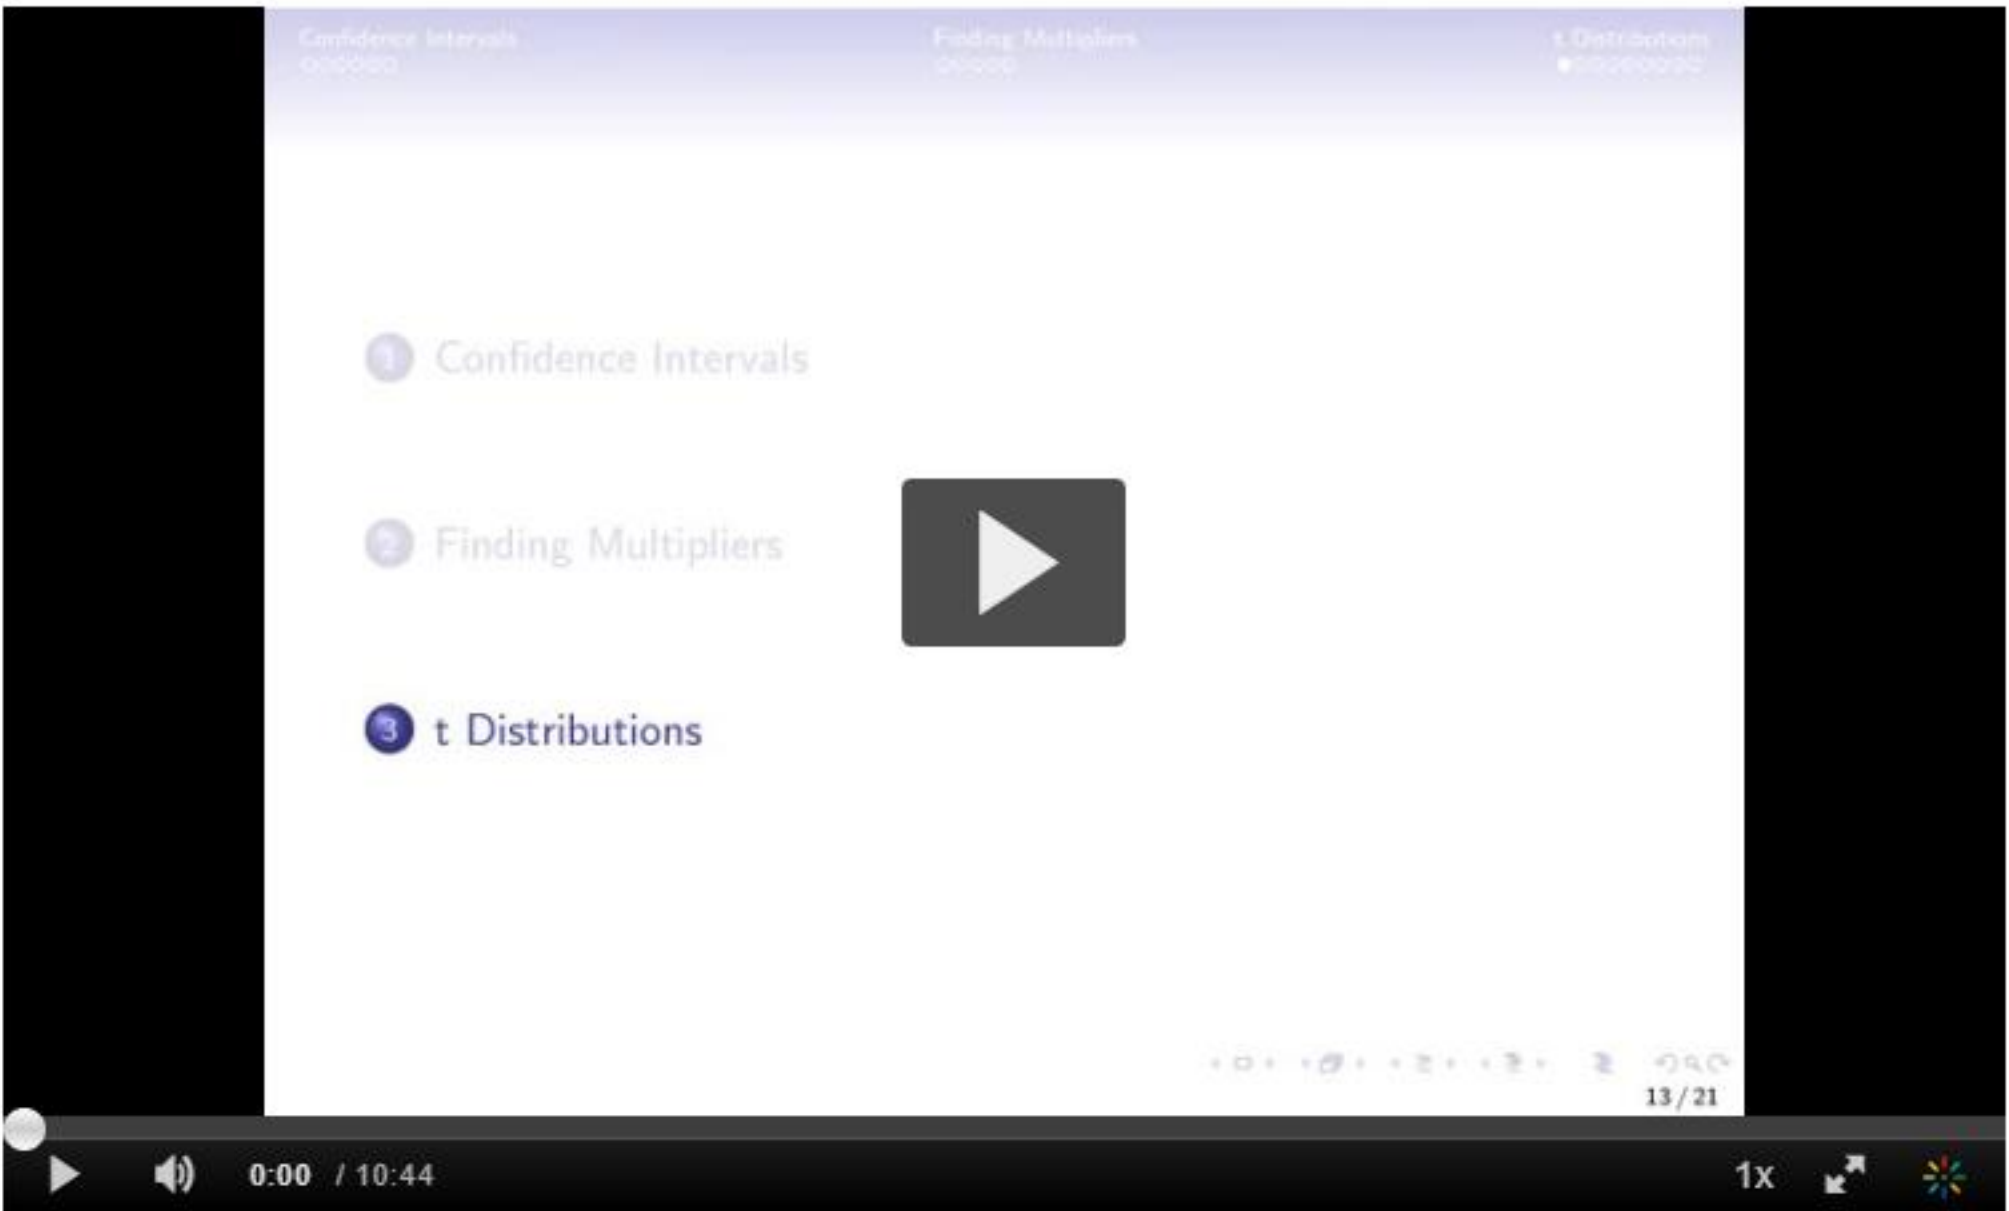 Confidence Intervals
Finding Multipliers
t Distributions
1 Confidence Intervals
2 Finding Multipliers
3 t Distributions
13 / 21
0:00 / 10:44
1x